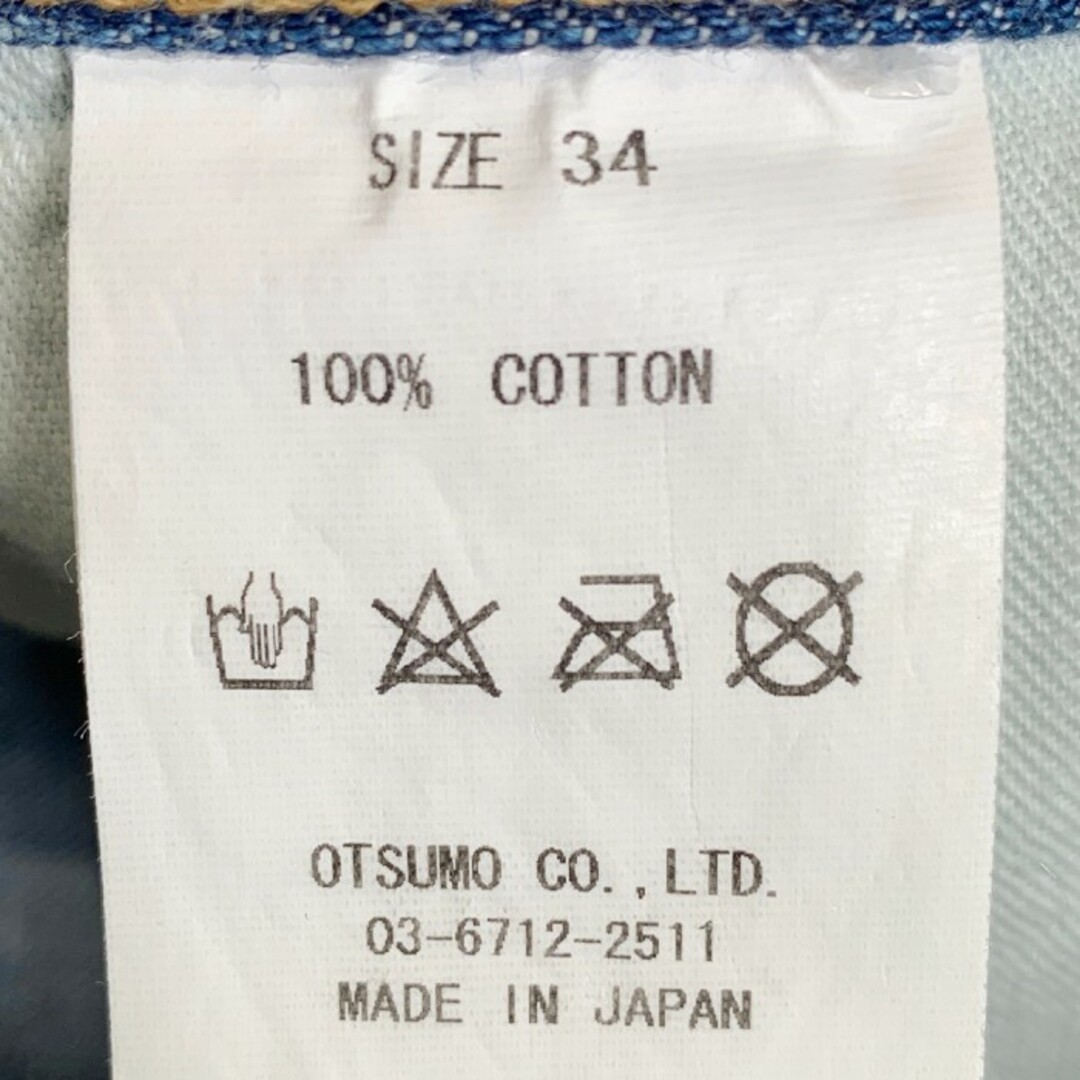 SIZE 34
100% COTTON
OTSUMO CO.,LTD.
03-6712-2511
MADE IN JAPAN